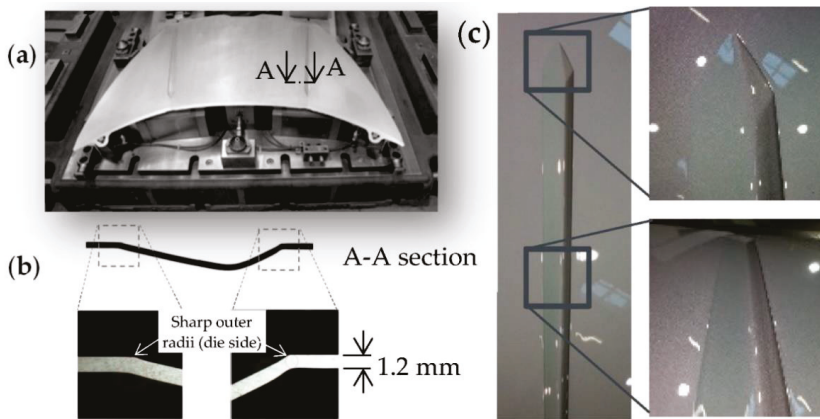 (a)
A A
(b)
A-A section
Sharp outer
radii (die side)
1.2 mm
(c)